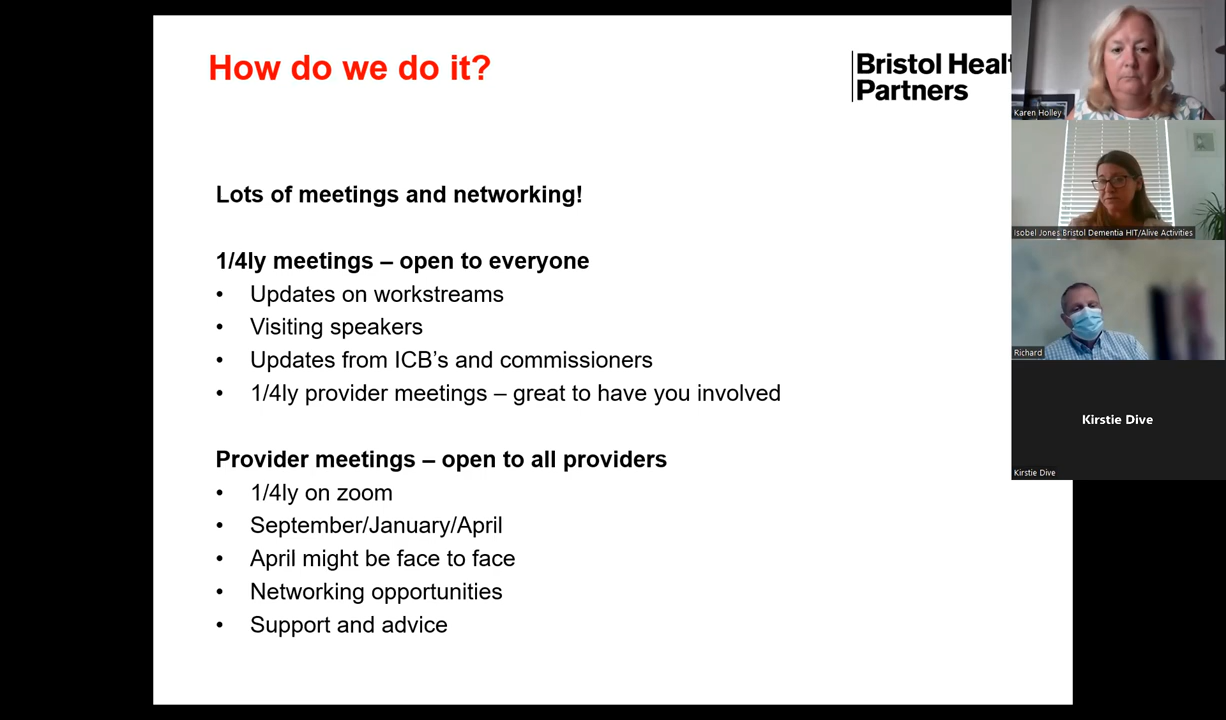 How do we do it?
Bristol Healt
Partners
Lots of meetings and networking!
1/4ly meetings – open to everyone
• Updates on workstreams
• Visiting speakers
• Updates from ICB’s and commissioners
• 1/4ly provider meetings – great to have you involved
Provider meetings – open to all providers
• 1/4ly on zoom
• September/January/April
• April might be face to face
• Networking opportunities
• Support and advice
Karen Holley
Isobel Jones Bristol Dementia HIT/Alive Activities
Richard
Kirstie Dive
Kirstie Dive